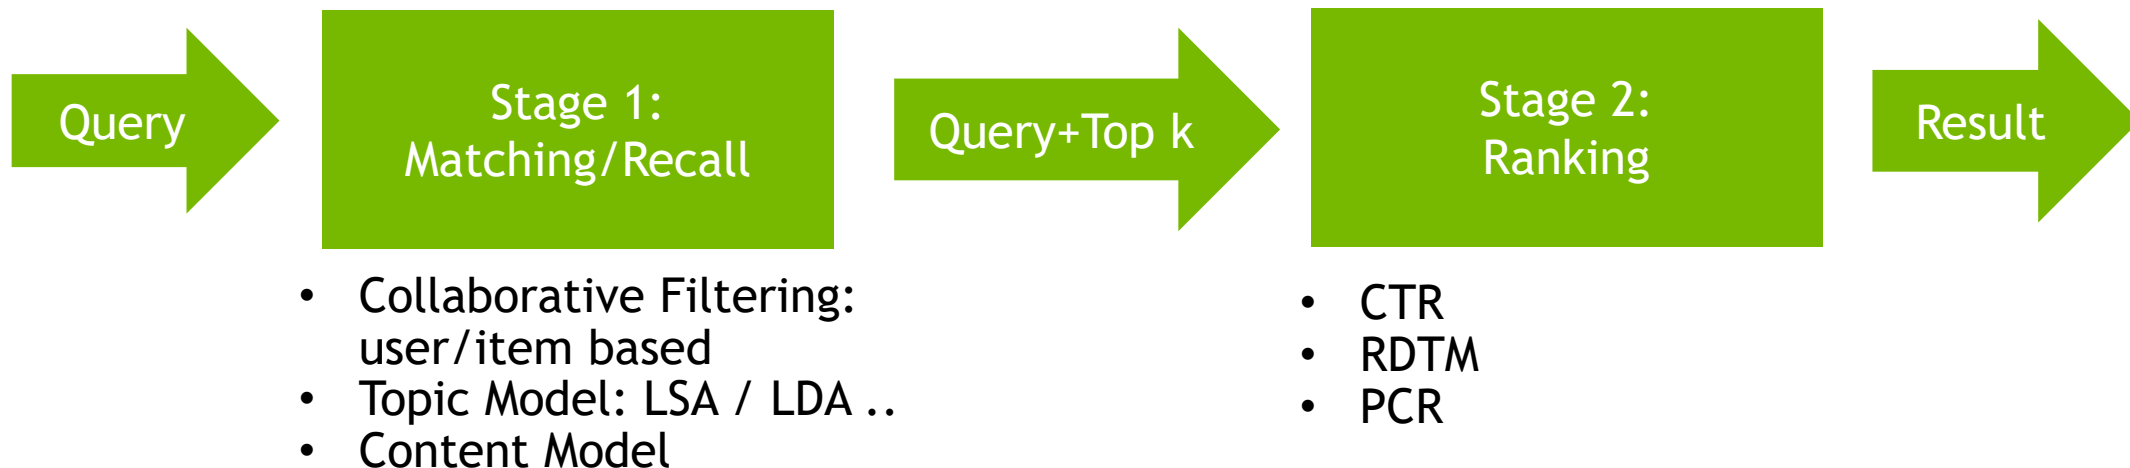 Query
Stage 1:
Matching/Recall
Query+Top k
Stage 2:
Ranking
Result
• Collaborative Filtering:
user/item based
• Topic Model: LSA / LDA ..
• Content Model
• CTR
• RDTM
• PCR